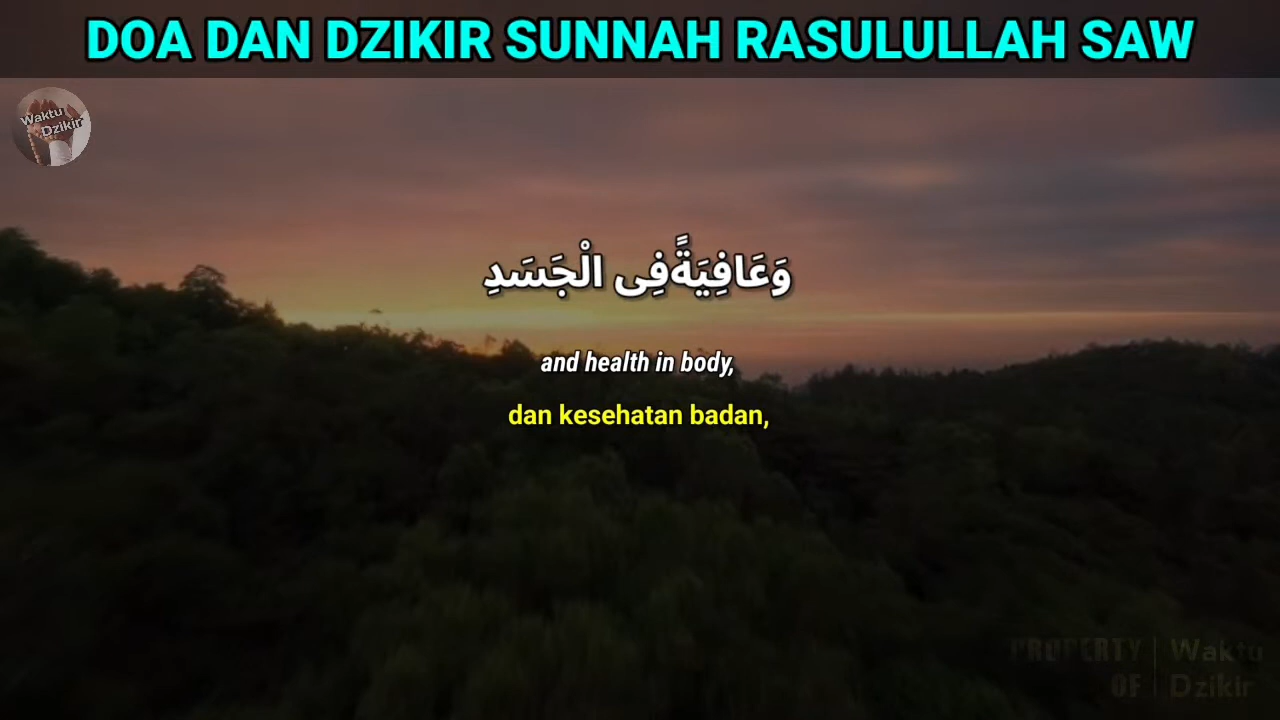 DOA DAN DZIKIR SUNNAH RASULULLAH SAW
Waktu
Dzikir
وَعَافِيَةًفِى الْجَسَدِ
and health in body,
dan kesehatan badan,
PROPERTY | Waktu
OF | Dzikir